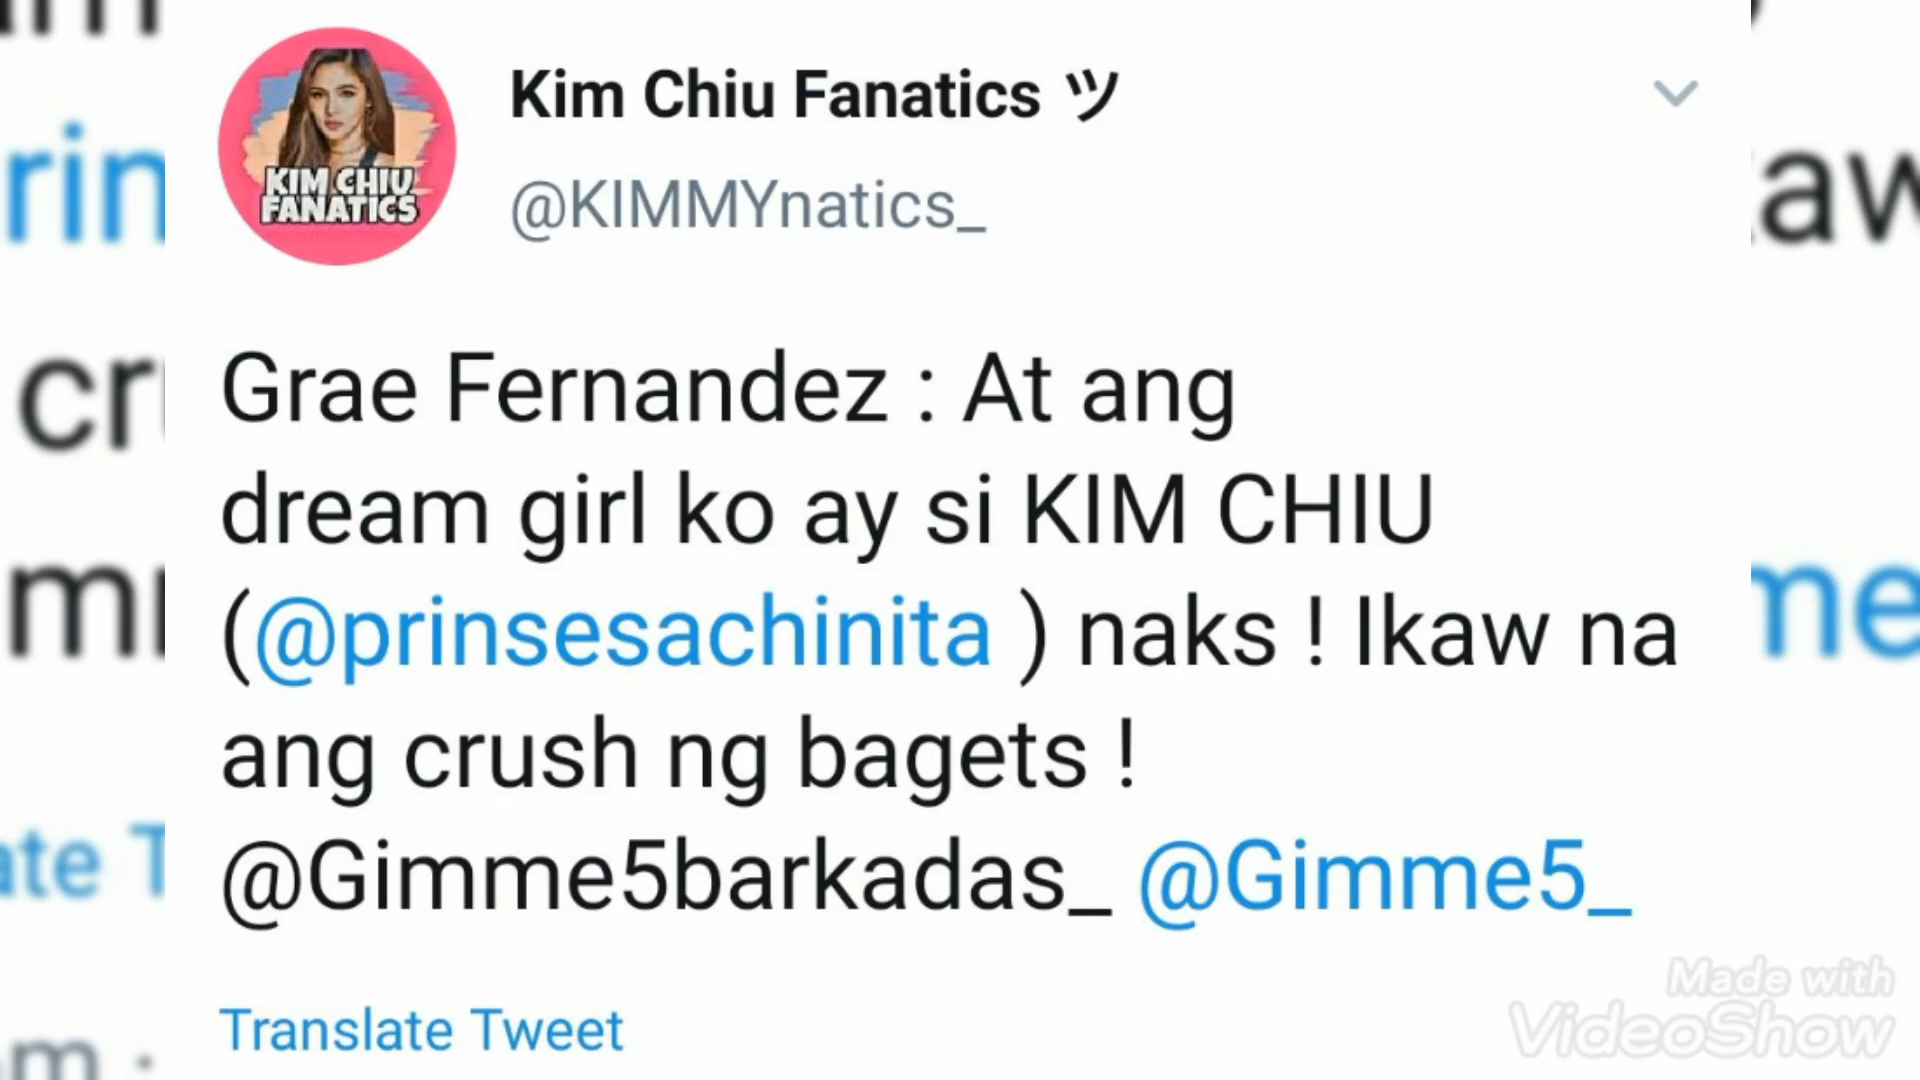 KIM CHIU
FANATICS
Kim Chiu Fanatics ツ
@KIMMYnatics_
Grae Fernandez : At ang
dream girl ko ay si KIM CHIU
(@prinsesachinita ) naks ! Ikaw na
ang crush ng bagets !
@Gimme5barkadas_ @Gimme5_
Translate Tweet
Made with
VideoShow